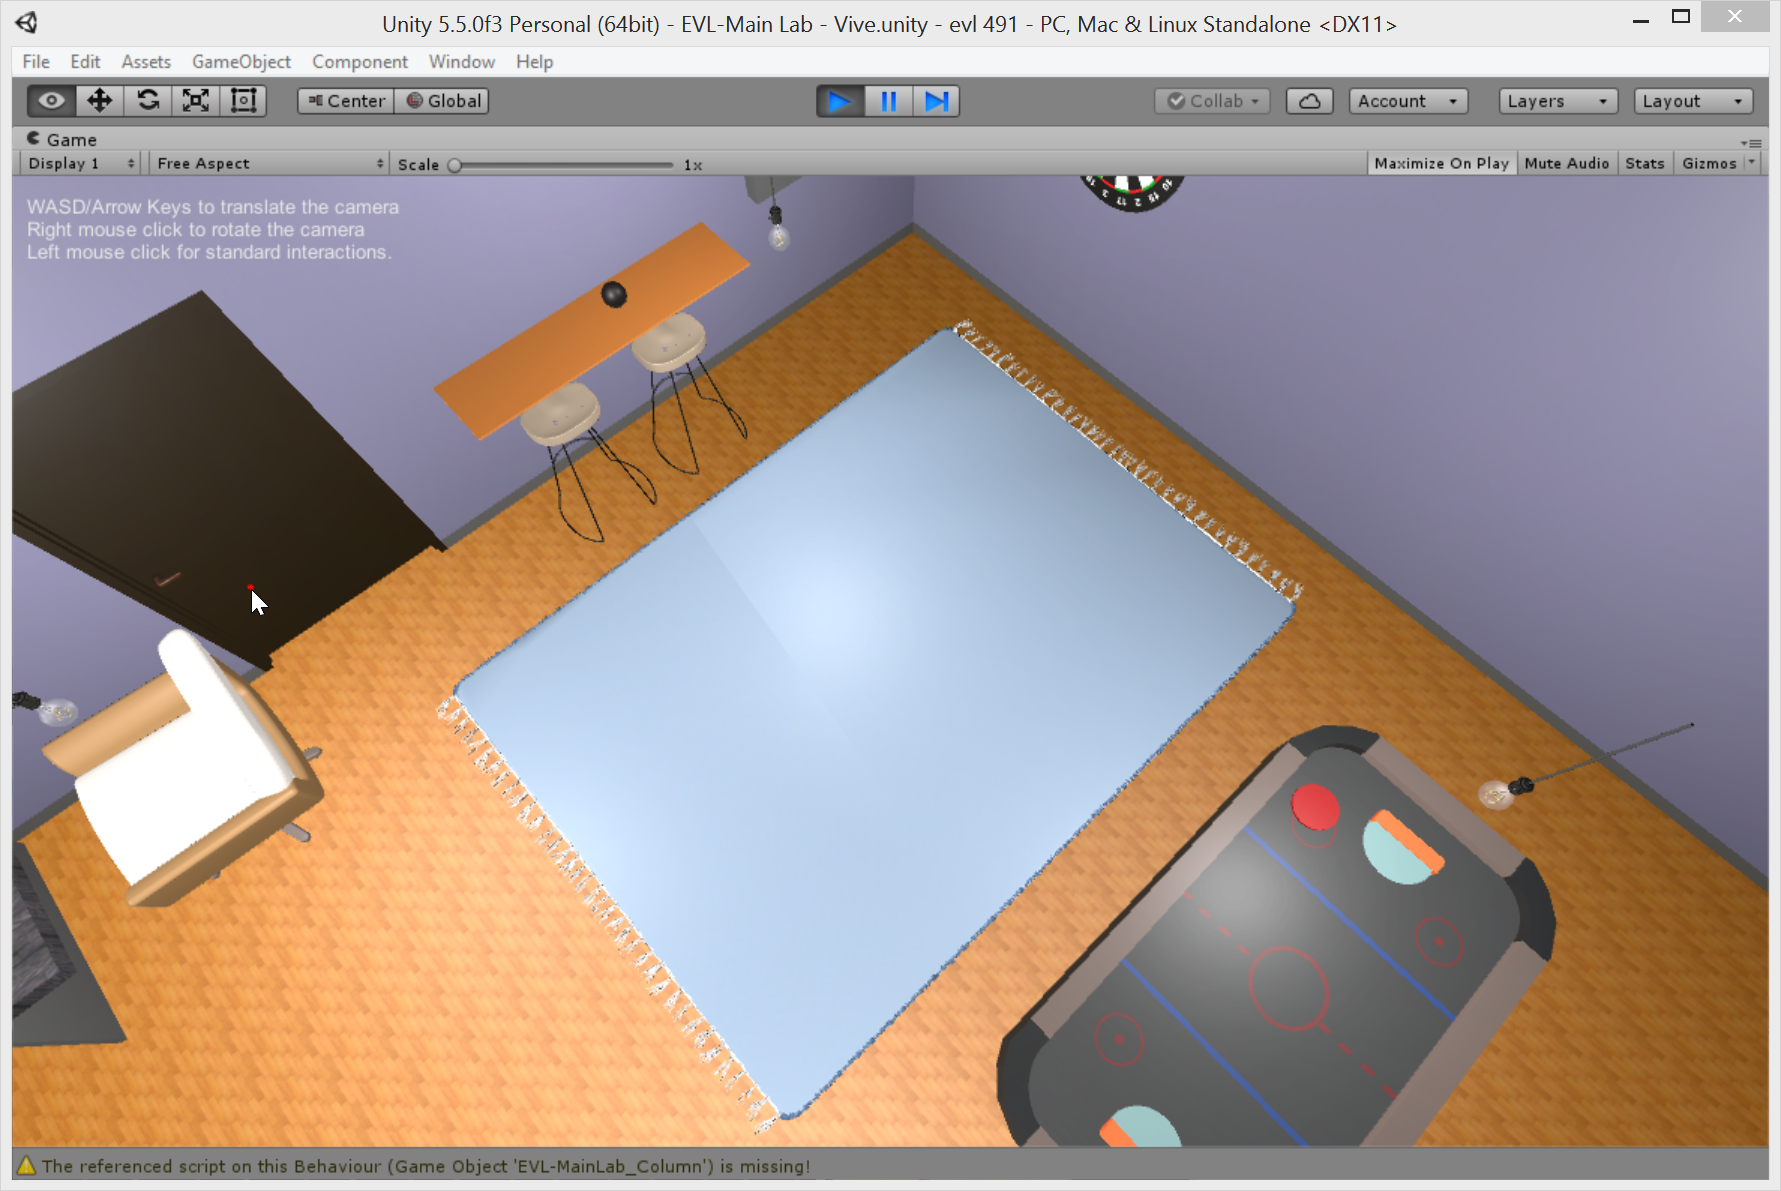 Unity 5.5.0f3 Personal (64bit) - EVL-Main Lab - Vive.unity - evl 491 - PC, Mac & Linux Standalone <DX11>
File Edit Assets GameObject Component Window Help
Center Global Collab Account Layers Layout
Game
Display 1 Free Aspect Scale 1x Maximize On Play Mute Audio Stats Gizmos
WASD/Arrow Keys to translate the camera
Right mouse click to rotate the camera
Left mouse click for standard interactions.
The referenced script on this Behaviour (Game Object 'EVL-MainLab_Column') is missing!